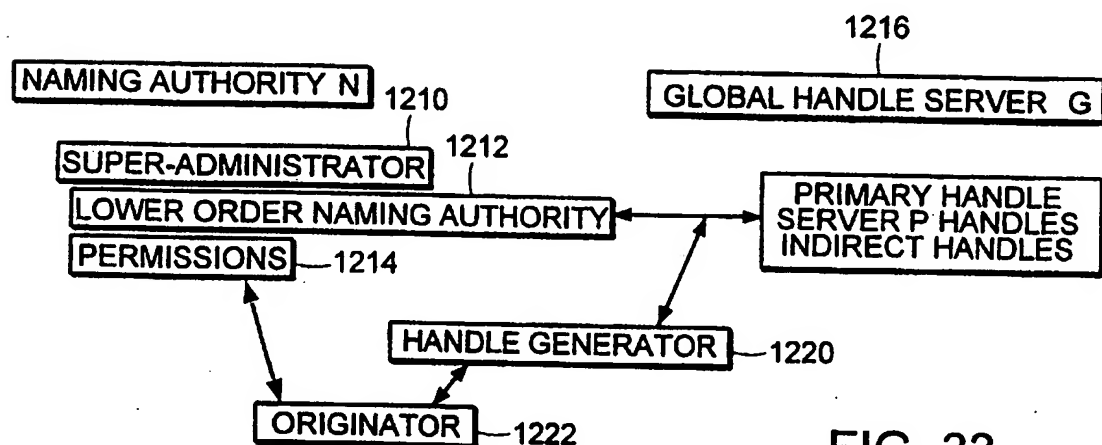 1216
NAMING AUTHORITY N
GLOBAL HANDLE SERVER G
1210
SUPER-ADMINISTRATOR
1212
LOWER ORDER NAMING AUTHORITY
PRIMARY HANDLE
SERVER P HANDLES
INDIRECT HANDLES
PERMISSIONS
1214
HANDLE GENERATOR
1220
ORIGINATOR
1222